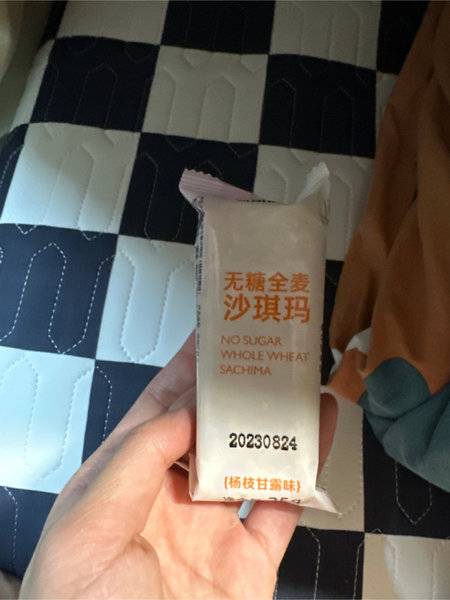 无糖全麦
沙琪玛
NO SUGAR
WHOLE WHEAT
SACHIMA
20230824
(杨枝甘露味)